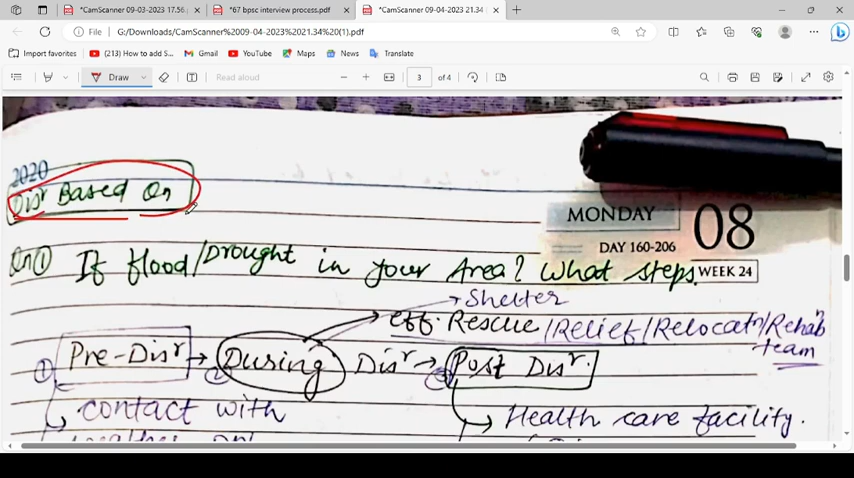 *CamScanner 09-03-2023 17.56 p
*67 bpsc interview process.pdf
*CamScanner 09-04-2023 21.34
File
G:/Downloads/CamScanner%2009-04-2023%2021.34%20(1).pdf
Import favorites
(213) How to add S...
Gmail
YouTube
Maps
News
Translate
Draw
Read aloud
3
of 4
2020
Disr Based On
MONDAY
08
DAY 160-206
WEEK 24
Qn ① If flood/Drought in your Area? What steps.
→ Shelter
eff. Rescue/Relief/Relocatn/Rehabn
team
① Pre-Disr → ② During Disr → ③ Post Disr.
contact with
Health care facility.